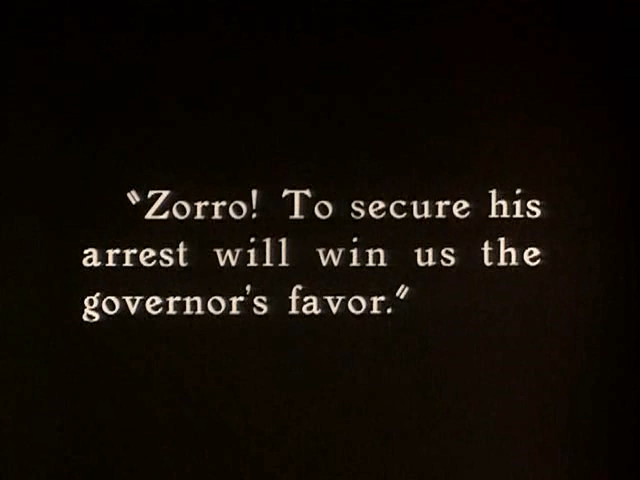 "Zorro! To secure his
arrest will win us the
governor's favor."